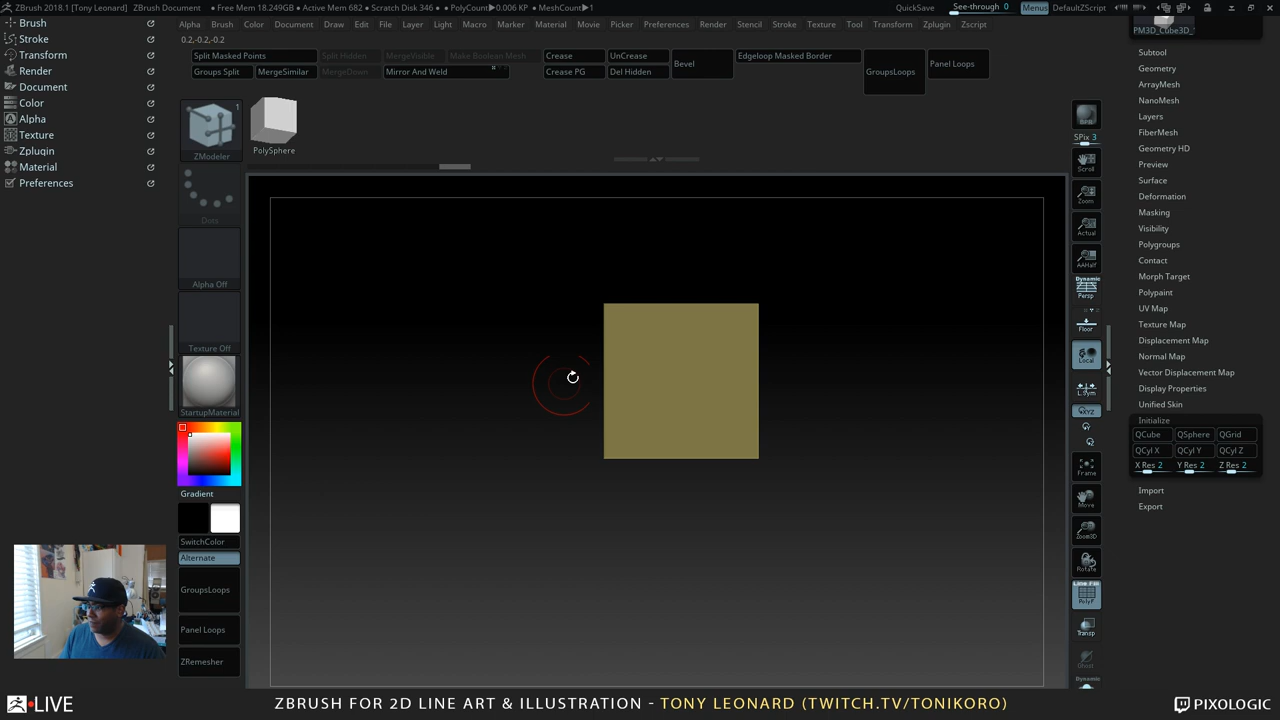 ZBrush 2018.1 [Tony Leonard] ZBrush Document • Free Mem 18.249GB • Active Mem 682 • Scratch Disk 346 • PolyCount▶0.006 KP • MeshCount▶1 QuickSave See-through 0 Menus DefaultZScript
Brush
Stroke
Transform
Render
Document
Color
Alpha
Texture
Zplugin
Material
Preferences
Alpha Brush Color Document Draw Edit File Layer Light Macro Marker Material Movie Picker Preferences Render Stencil Stroke Texture Tool Transform Zplugin Zscript
0.2,-0.2,-0.2
Split Masked Points Split Hidden MergeVisible Make Boolean Mesh Crease UnCrease Bevel Edgeloop Masked Border GroupsLoops Panel Loops
Groups Split MergeSimilar MergeDown Mirror And Weld Crease PG Del Hidden
1
ZModeler
PolySphere
Dots
Alpha Off
Texture Off
StartupMaterial
Gradient
SwitchColor
Alternate
GroupsLoops
Panel Loops
ZRemesher
BPR
SPix 3
Scroll
Zoom
Actual
AAHalf
Dynamic
Persp
Floor
Local
L.Sym
XYZ
Frame
Move
Zoom3D
Rotate
Line Fill
PolyF
Transp
Ghost
Dynamic
PM3D_Cube3D_
Subtool
Geometry
ArrayMesh
NanoMesh
Layers
FiberMesh
Geometry HD
Preview
Surface
Deformation
Masking
Visibility
Polygroups
Contact
Morph Target
Polypaint
UV Map
Texture Map
Displacement Map
Normal Map
Vector Displacement Map
Display Properties
Unified Skin
Initialize
QCube QSphere QGrid
QCyl X QCyl Y QCyl Z
X Res 2 Y Res 2 Z Res 2
Import
Export
LIVE
ZBRUSH FOR 2D LINE ART & ILLUSTRATION - TONY LEONARD (TWITCH.TV/TONIKORO)
PIXOLOGIC